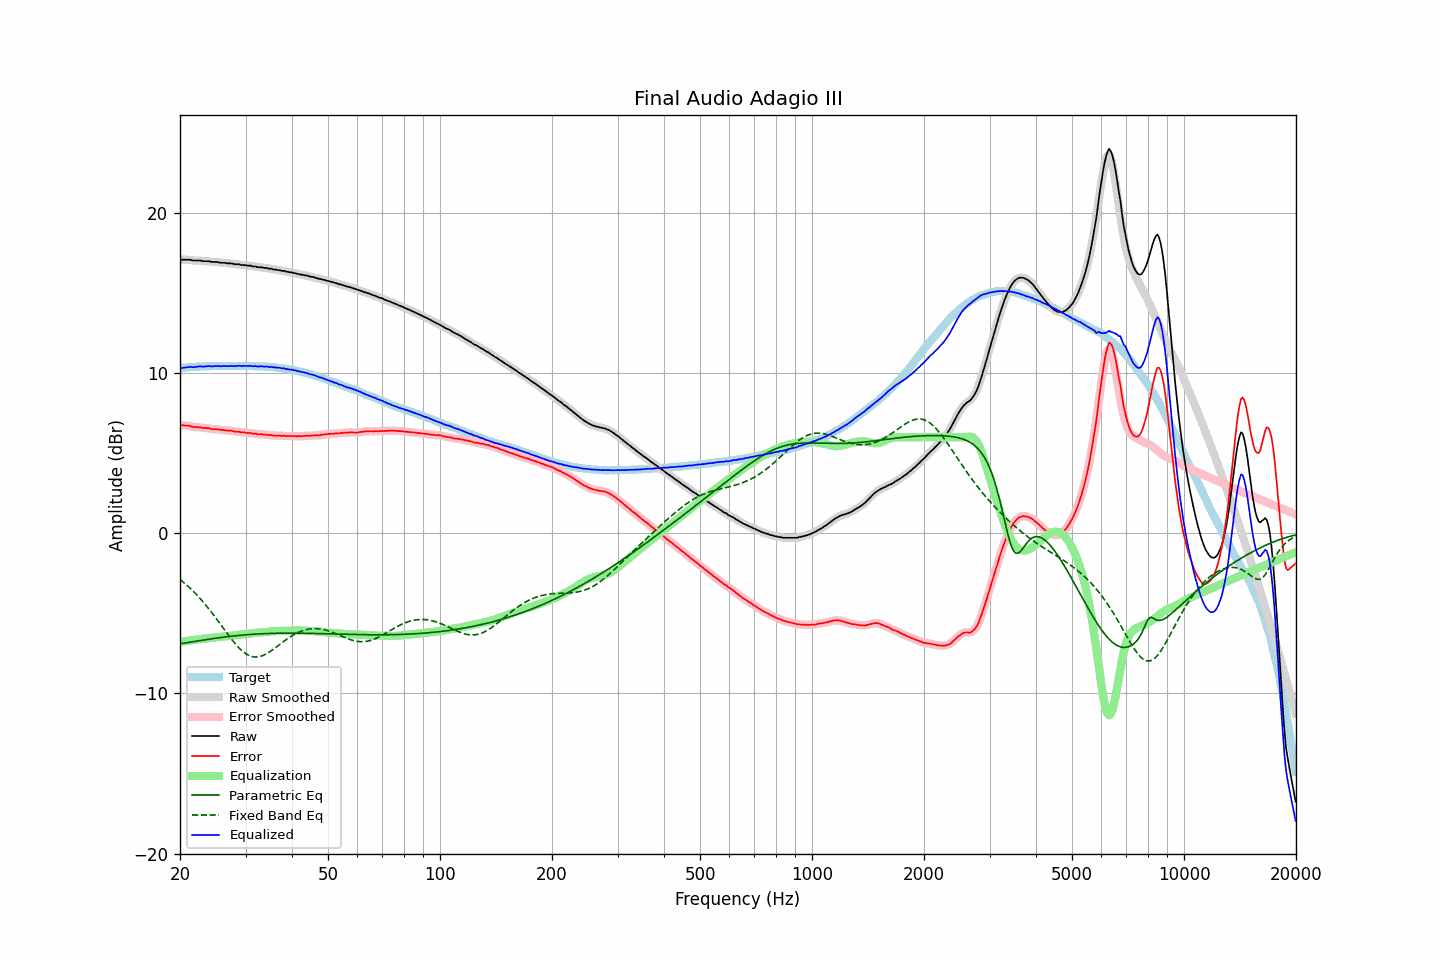 Final Audio Adagio III
Amplitude (dBr)
20
10
0
−10
−20
Target
Raw Smoothed
Error Smoothed
Raw
Error
Equalization
Parametric Eq
Fixed Band Eq
Equalized
20 50 100 200 500 1000 2000 5000 10000 20000
Frequency (Hz)